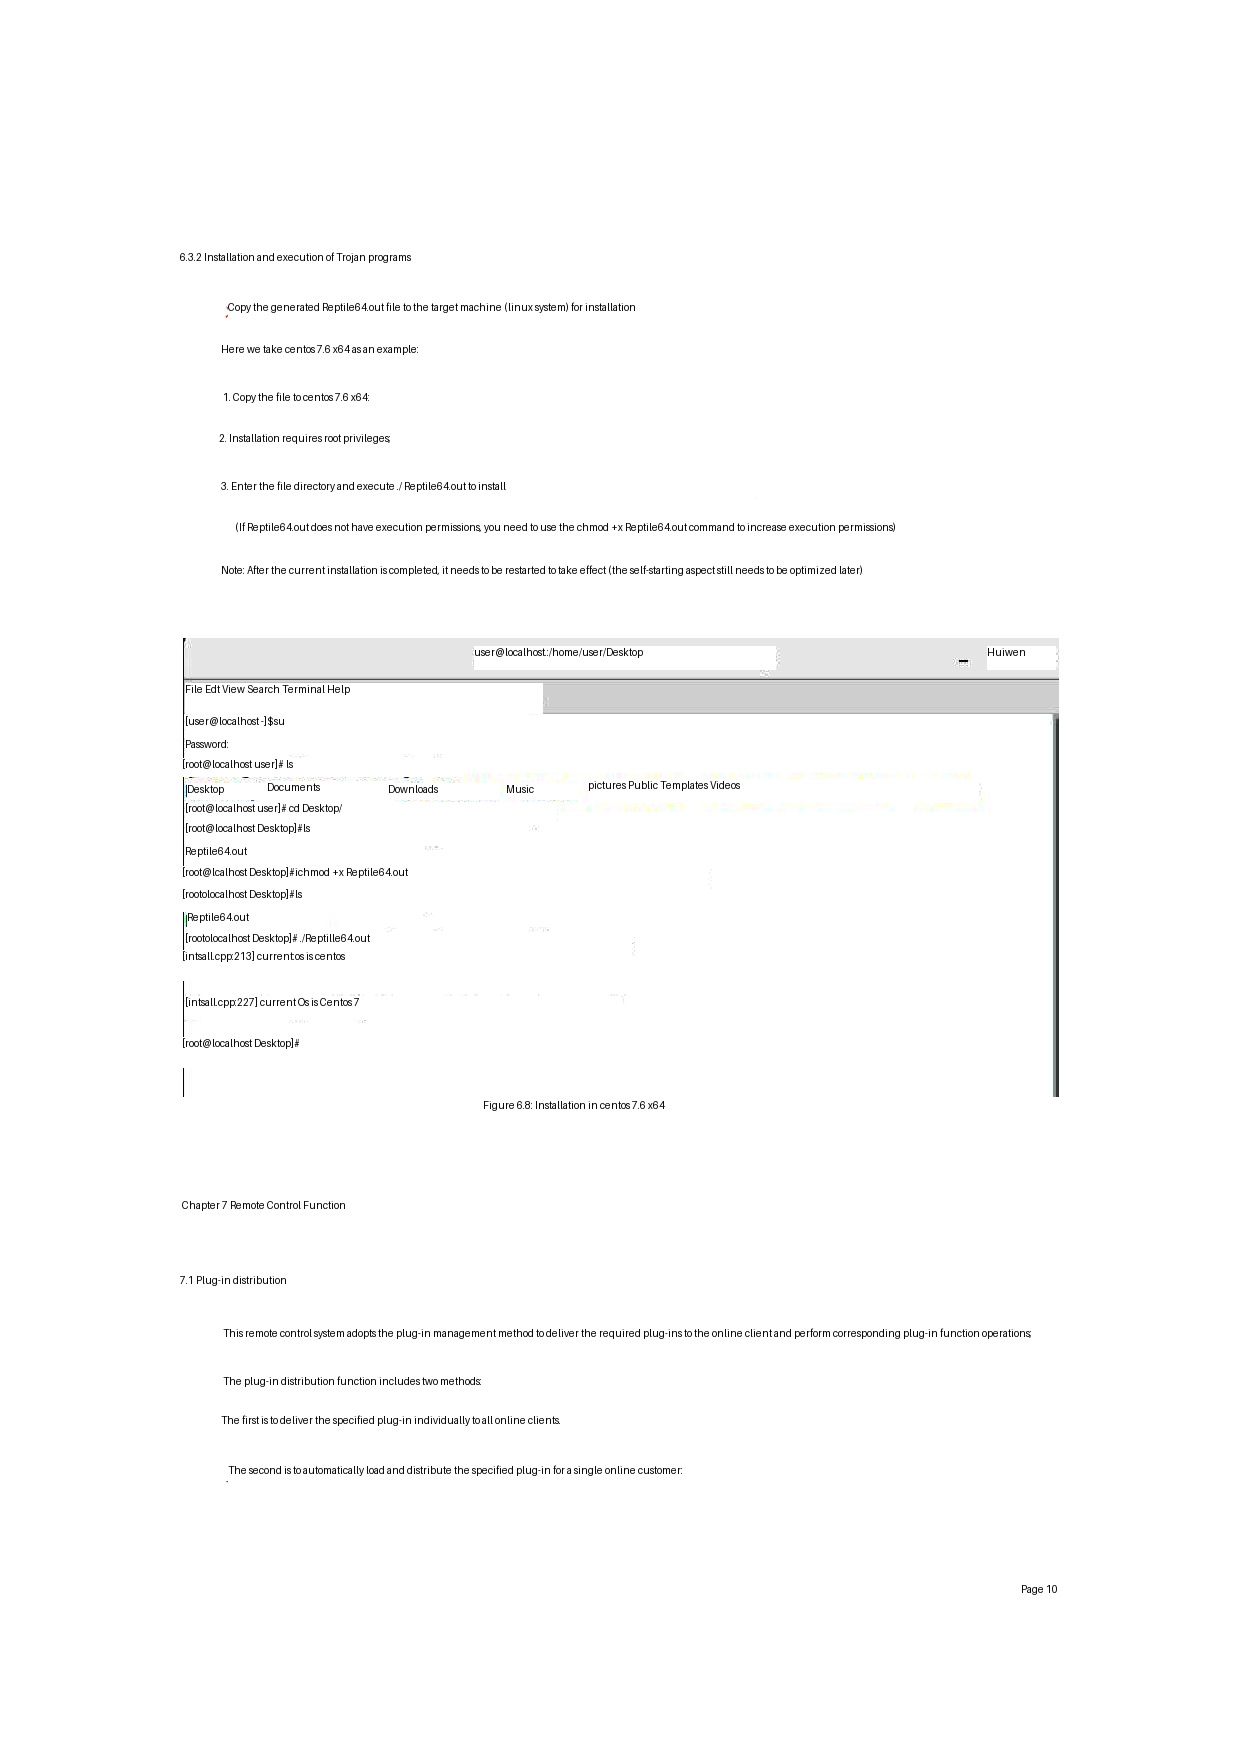 6.3.2 Installation and execution of Trojan programs
Copy the generated Reptile64.out file to the target machine (linux system) for installation
Here we take centos 7.6 x64 as an example:
1. Copy the file to centos 7.6 x64:
2. Installation requires root privileges;
3. Enter the file directory and execute ./ Reptile64.out to install
(If Reptile64.out does not have execution permissions, you need to use the chmod +x Reptile64.out command to increase execution permissions)
Note: After the current installation is completed, it needs to be restarted to take effect (the self-starting aspect still needs to be optimized later)
user@localhost:/home/user/Desktop
Huiwen
File Edt View Search Terminal Help
[user@localhost -]$su
Password:
[root@localhost user]# ls
Desktop Documents Downloads Music pictures Public Templates Videos
[root@localhost user]# cd Desktop/
[root@localhost Desktop]#ls
Reptile64.out
[root@lcalhost Desktop]#ichmod +x Reptile64.out
[rootolocalhost Desktop]#ls
Reptile64.out
[rootolocalhost Desktop]# ./Reptille64.out
[intsall.cpp:213] current:os is centos
[intsall.cpp:227] current Os is Centos 7
[root@localhost Desktop]#
Figure 6.8: Installation in centos 7.6 x64
Chapter 7 Remote Control Function
7.1 Plug-in distribution
This remote control system adopts the plug-in management method to deliver the required plug-ins to the online client and perform corresponding plug-in function operations;
The plug-in distribution function includes two methods:
The first is to deliver the specified plug-in individually to all online clients.
The second is to automatically load and distribute the specified plug-in for a single online customer:
Page 10